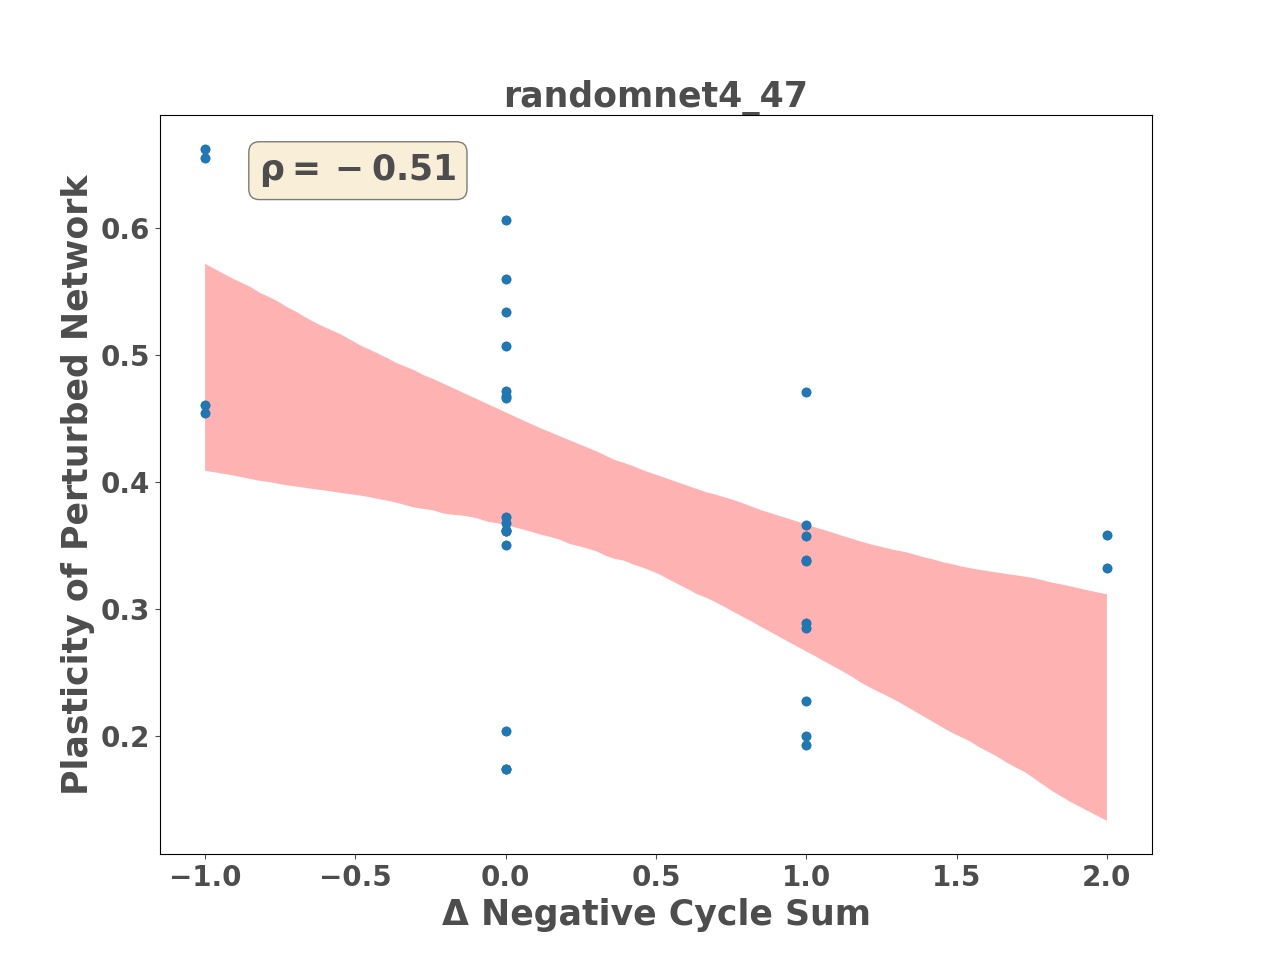 randomnet4_47
ρ = − 0.51
Plasticity of Perturbed Network
0.6
0.5
0.4
0.3
0.2
−1.0 −0.5 0.0 0.5 1.0 1.5 2.0
Δ Negative Cycle Sum